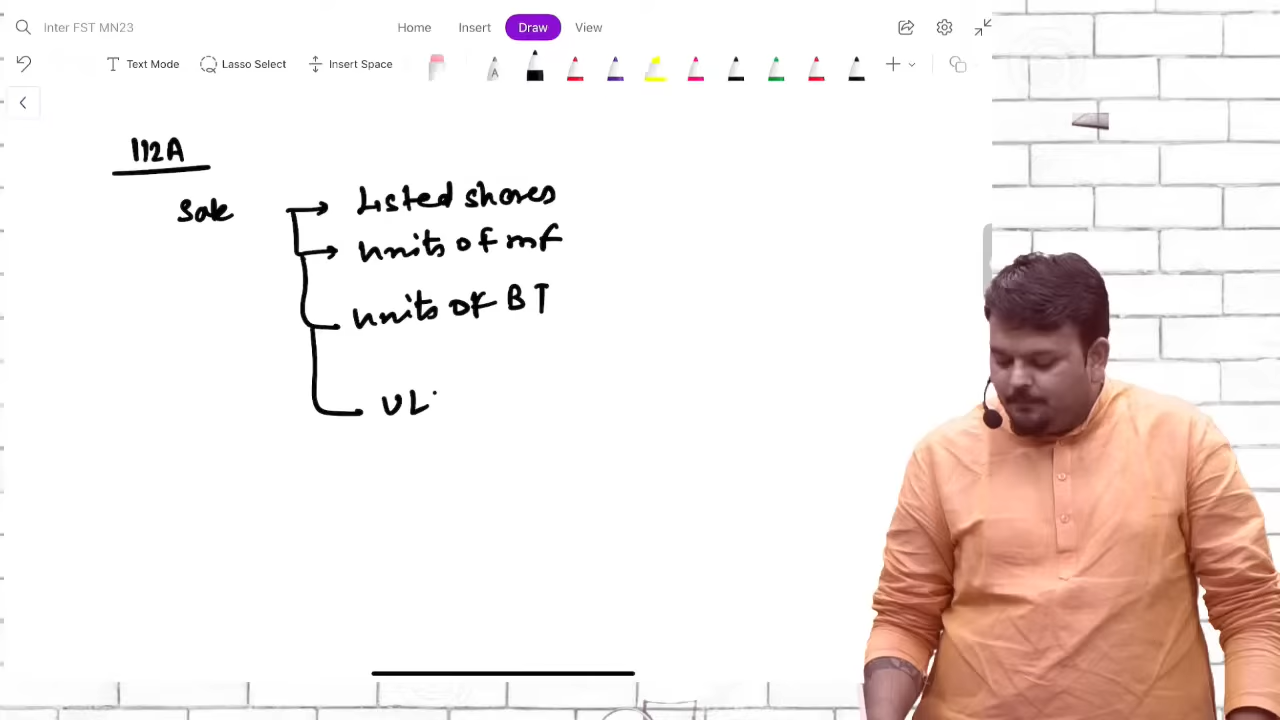 Inter FST MN23
Home Insert Draw View
Text Mode Lasso Select Insert Space
A
112A
Sale
Listed shares
units of mf
units of BT
UL